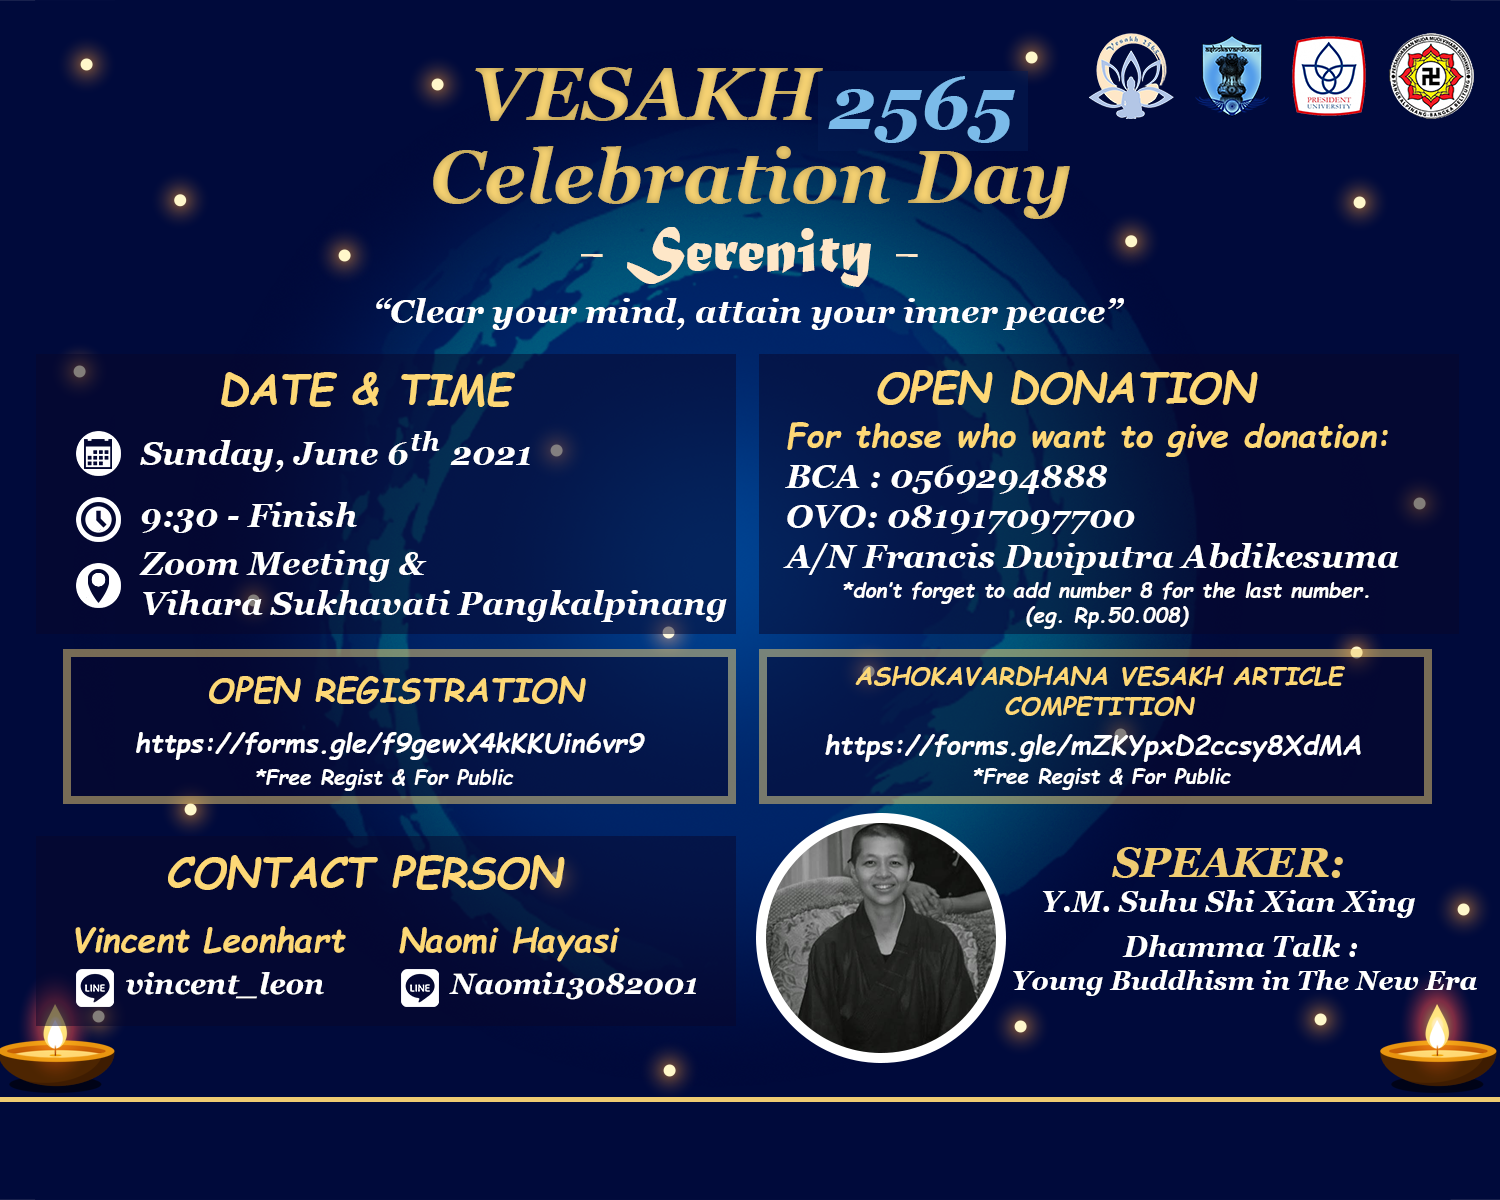 VESAKH 2565
Celebration Day
- Serenity -
“Clear your mind, attain your inner peace”
Vesakh 2565
ashokavardhana
PRESIDENT
UNIVERSITY
DATE & TIME
Sunday, June 6th 2021
9:30 - Finish
Zoom Meeting &
Vihara Sukhavati Pangkalpinang
OPEN DONATION
For those who want to give donation:
BCA : 0569294888
OVO: 081917097700
A/N Francis Dwiputra Abdikesuma
*don't forget to add number 8 for the last number.
(eg. Rp.50.008)
OPEN REGISTRATION
https://forms.gle/f9gewX4kKKUin6vr9
*Free Regist & For Public
ASHOKAVARDHANA VESAKH ARTICLE
COMPETITION
https://forms.gle/mZKYpxD2ccsy8XdMA
*Free Regist & For Public
CONTACT PERSON
Vincent Leonhart
LINE vincent_leon
Naomi Hayasi
LINE Naomi13082001
SPEAKER:
Y.M. Suhu Shi Xian Xing
Dhamma Talk :
Young Buddhism in The New Era